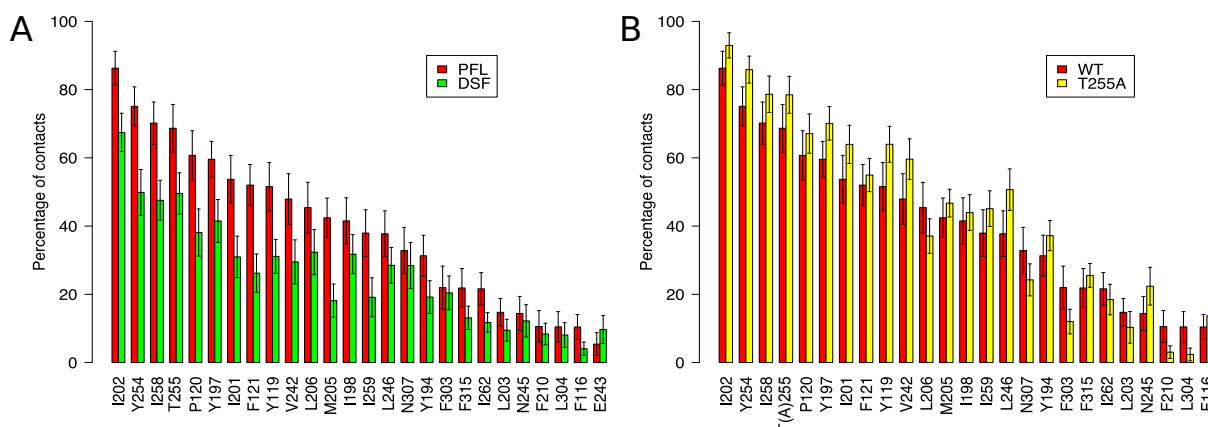 A
Percentage of contacts
100
80
60
40
20
0
PFL
DSF
I202
Y254
I258
T255
P120
Y197
I201
F121
Y119
V242
L206
M205
I198
I259
L246
N307
Y194
F303
F315
I262
L203
N245
F210
L304
F116
E243
B
Percentage of contacts
100
80
60
40
20
0
WT
T255A
I202
Y254
I258
T(A)255
P120
Y197
I201
F121
Y119
V242
L206
M205
I198
I259
L246
N307
Y194
F303
F315
I262
L203
N245
F210
L304
F116